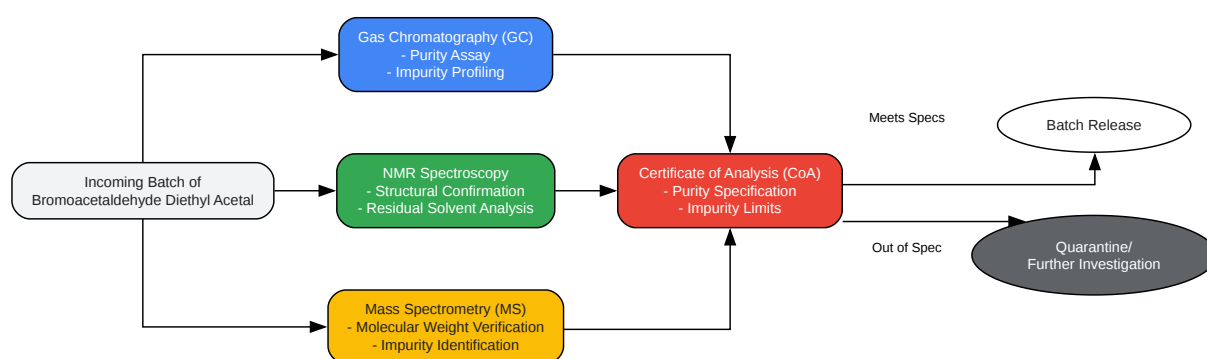 Gas Chromatography (GC)
- Purity Assay
- Impurity Profiling
Incoming Batch of
Bromoacetaldehyde Diethyl Acetal
NMR Spectroscopy
- Structural Confirmation
- Residual Solvent Analysis
Mass Spectrometry (MS)
- Molecular Weight Verification
- Impurity Identification
Certificate of Analysis (CoA)
- Purity Specification
- Impurity Limits
Meets Specs
Batch Release
Out of Spec
Quarantine/
Further Investigation